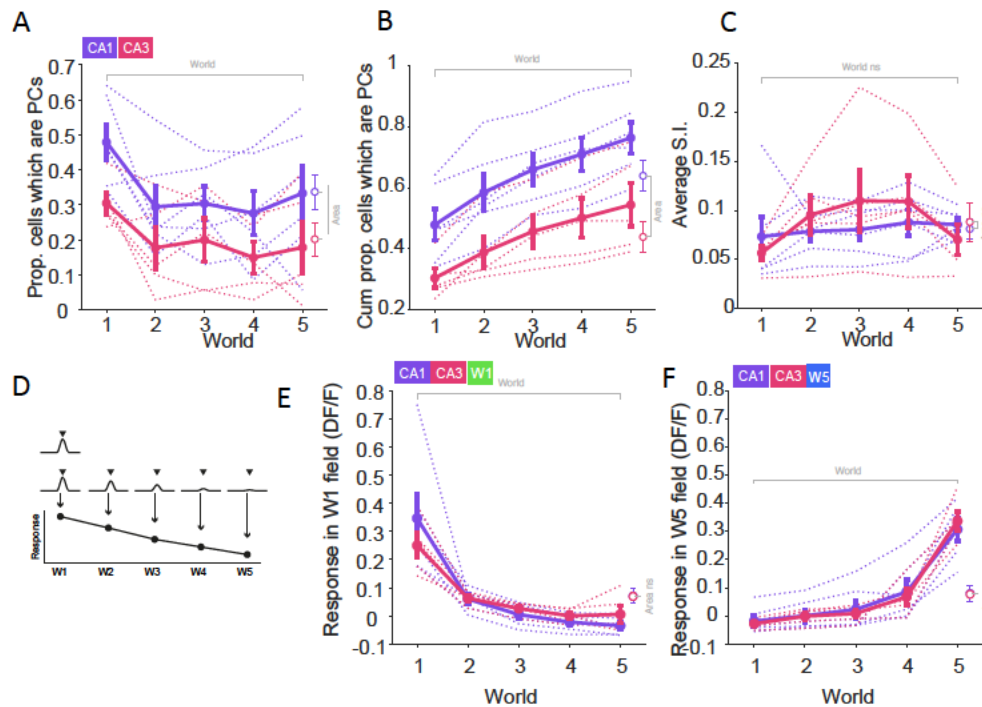 A
CA1 CA3
World
Prop. cells which are PCs
0.7
0.6
0.5
0.4
0.3
0.2
0.1
0
1 2 3 4 5
World
Area
B
World
Cum prop. cells which are PCs
1
0.8
0.6
0.4
0.2
1 2 3 4 5
World
Area
C
World ns
Average S.I.
0.25
0.2
0.15
0.1
0.05
0
1 2 3 4 5
World
D
Response
W1 W2 W3 W4 W5
E
CA1 CA3 W1
World
Response in W1 field (DF/F)
0.8
0.7
0.6
0.5
0.4
0.3
0.2
0.1
0
-0.1
1 2 3 4 5
World
Area ns
F
CA1 CA3 W5
World
Response in W5 field (DF/F)
0.8
0.7
0.6
0.5
0.4
0.3
0.2
0.1
0
-0.1
1 2 3 4 5
World